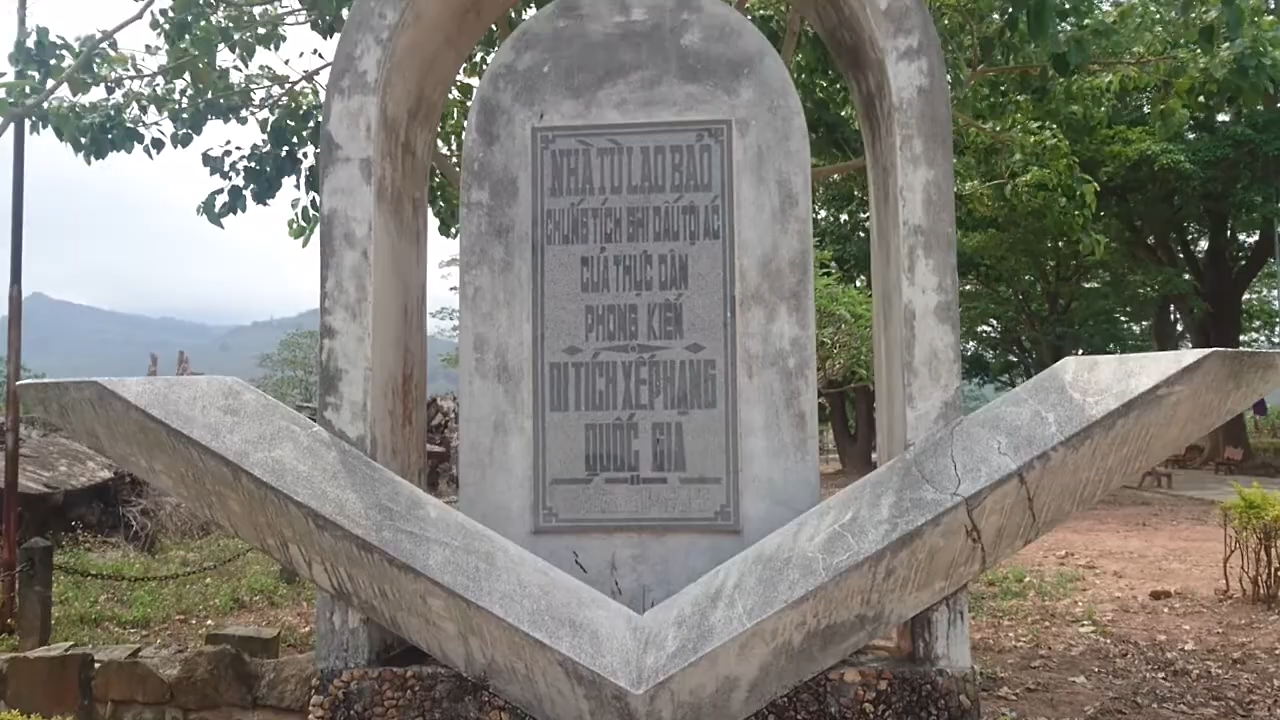 NHÀ TÙ LAO BẢO
CHỨNG TÍCH GHI DẤU TỘI ÁC
CỦA THỰC DÂN
PHONG KIẾN
DI TÍCH XẾP HẠNG
QUỐC GIA